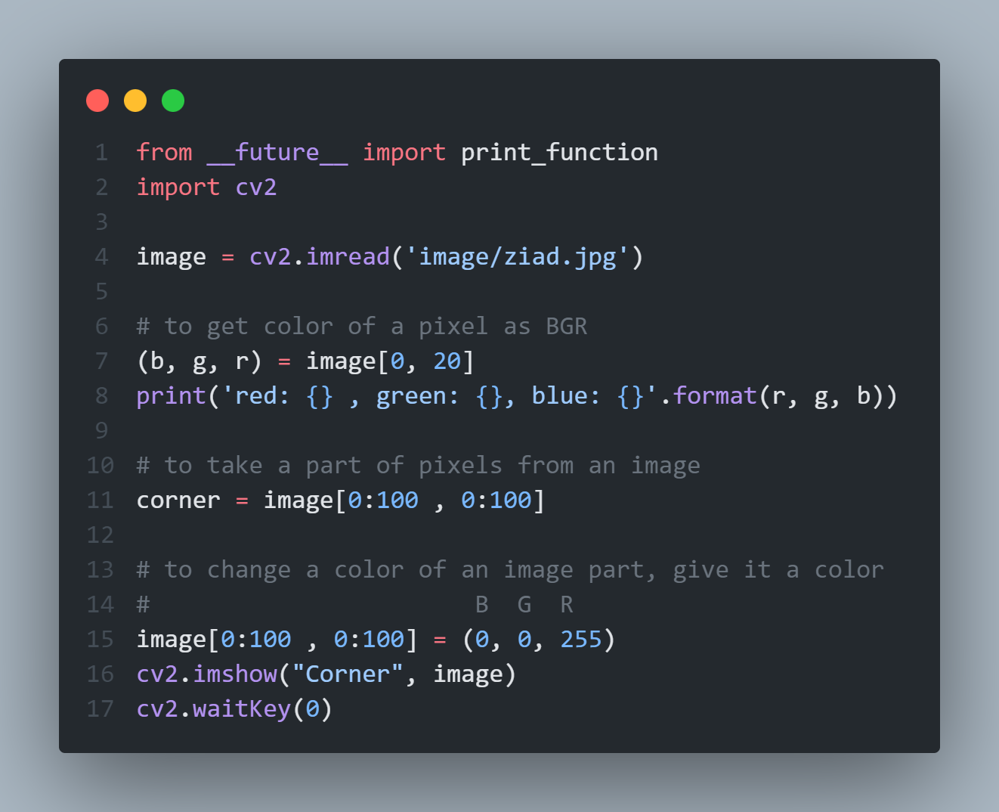 1 from __future__ import print_function
2 import cv2
3
4 image = cv2.imread('image/ziad.jpg')
5
6 # to get color of a pixel as BGR
7 (b, g, r) = image[0, 20]
8 print('red: {} , green: {}, blue: {}'.format(r, g, b))
9
10 # to take a part of pixels from an image
11 corner = image[0:100 , 0:100]
12
13 # to change a color of an image part, give it a color
14 #                       B  G  R
15 image[0:100 , 0:100] = (0, 0, 255)
16 cv2.imshow("Corner", image)
17 cv2.waitKey(0)